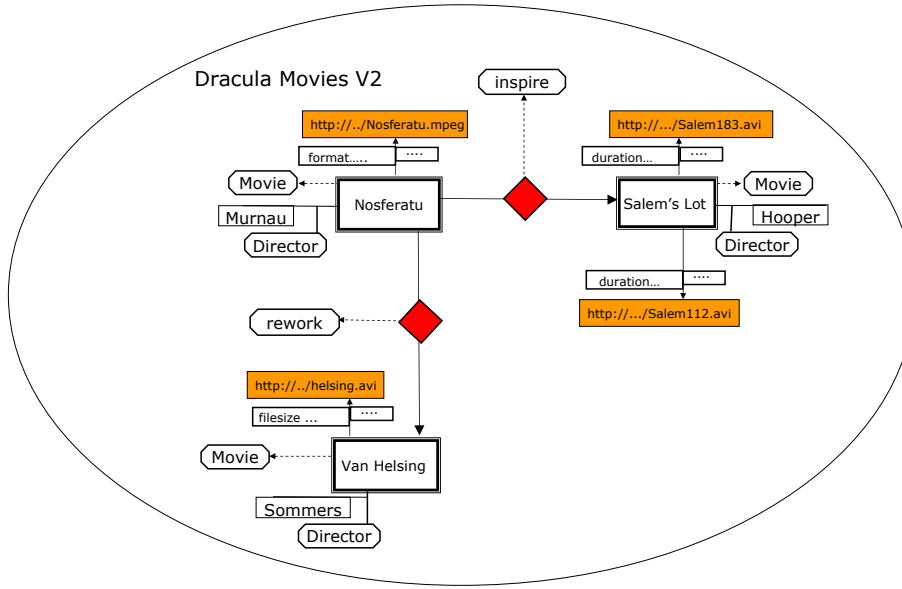 Dracula Movies V2
inspire
http://../Nosferatu.mpeg
format.....
....
Movie
Nosferatu
Murnau
Director
http://.../Salem183.avi
duration...
....
Salem's Lot
Movie
Hooper
Director
duration...
....
http://.../Salem112.avi
rework
http://../helsing.avi
filesize ...
....
Movie
Van Helsing
Sommers
Director